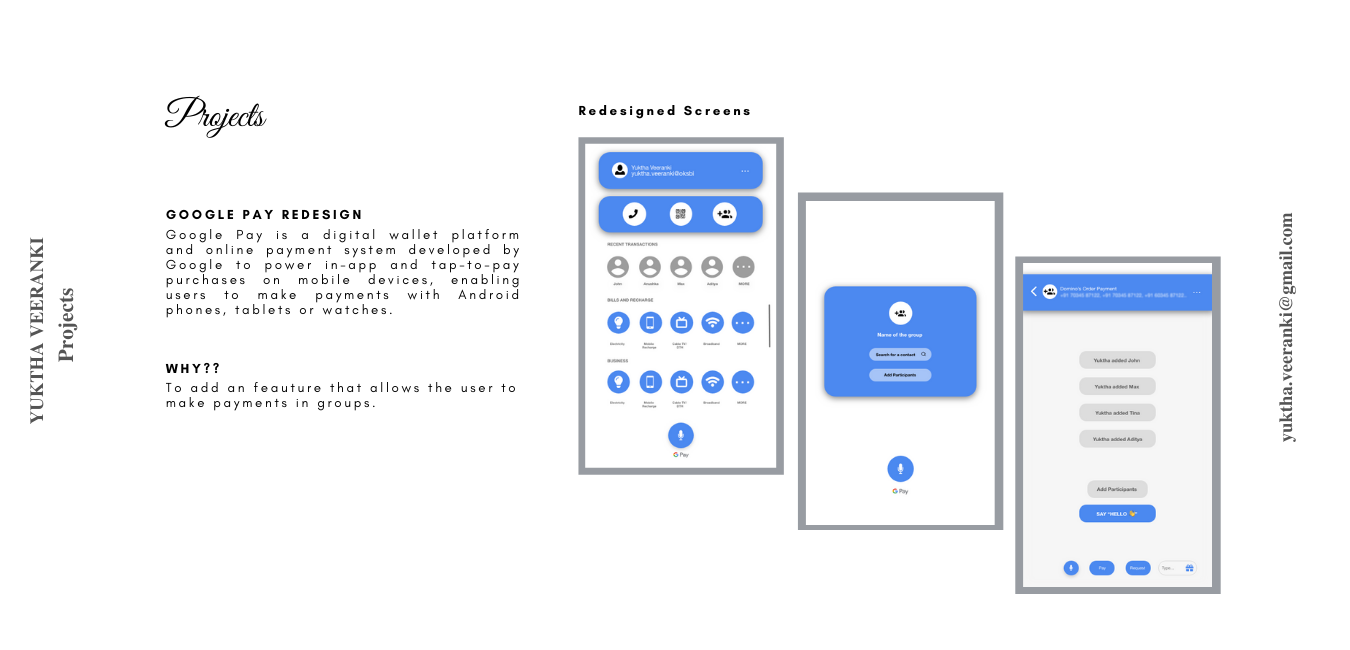 YUKTHA VEERANKI
Projects
Projects
GOOGLE PAY REDESIGN
Google Pay is a digital wallet platform
and online payment system developed by
Google to power in-app and tap-to-pay
purchases on mobile devices, enabling
users to make payments with Android
phones, tablets or watches.
WHY??
To add an feauture that allows the user to
make payments in groups.
Redesigned Screens
Yuktha Veeranki
yuktha.veeranki@oksbi
RECENT TRANSACTIONS
John Anushka Max Aditya MORE
BILLS AND RECHARGE
Electricity Mobile Recharge Cable TV/ DTH Broadband MORE
BUSINESS
Electricity Mobile Recharge Cable TV/ DTH Broadband MORE
G Pay
Name of the group
Search for a contact
Add Participants
G Pay
Domino's Order Payment
Yuktha added John
Yuktha added Max
Yuktha added Tina
Yuktha added Aditya
Add Participants
SAY "HELLO 👋"
Pay Request Type...
yuktha.veeranki@gmail.com